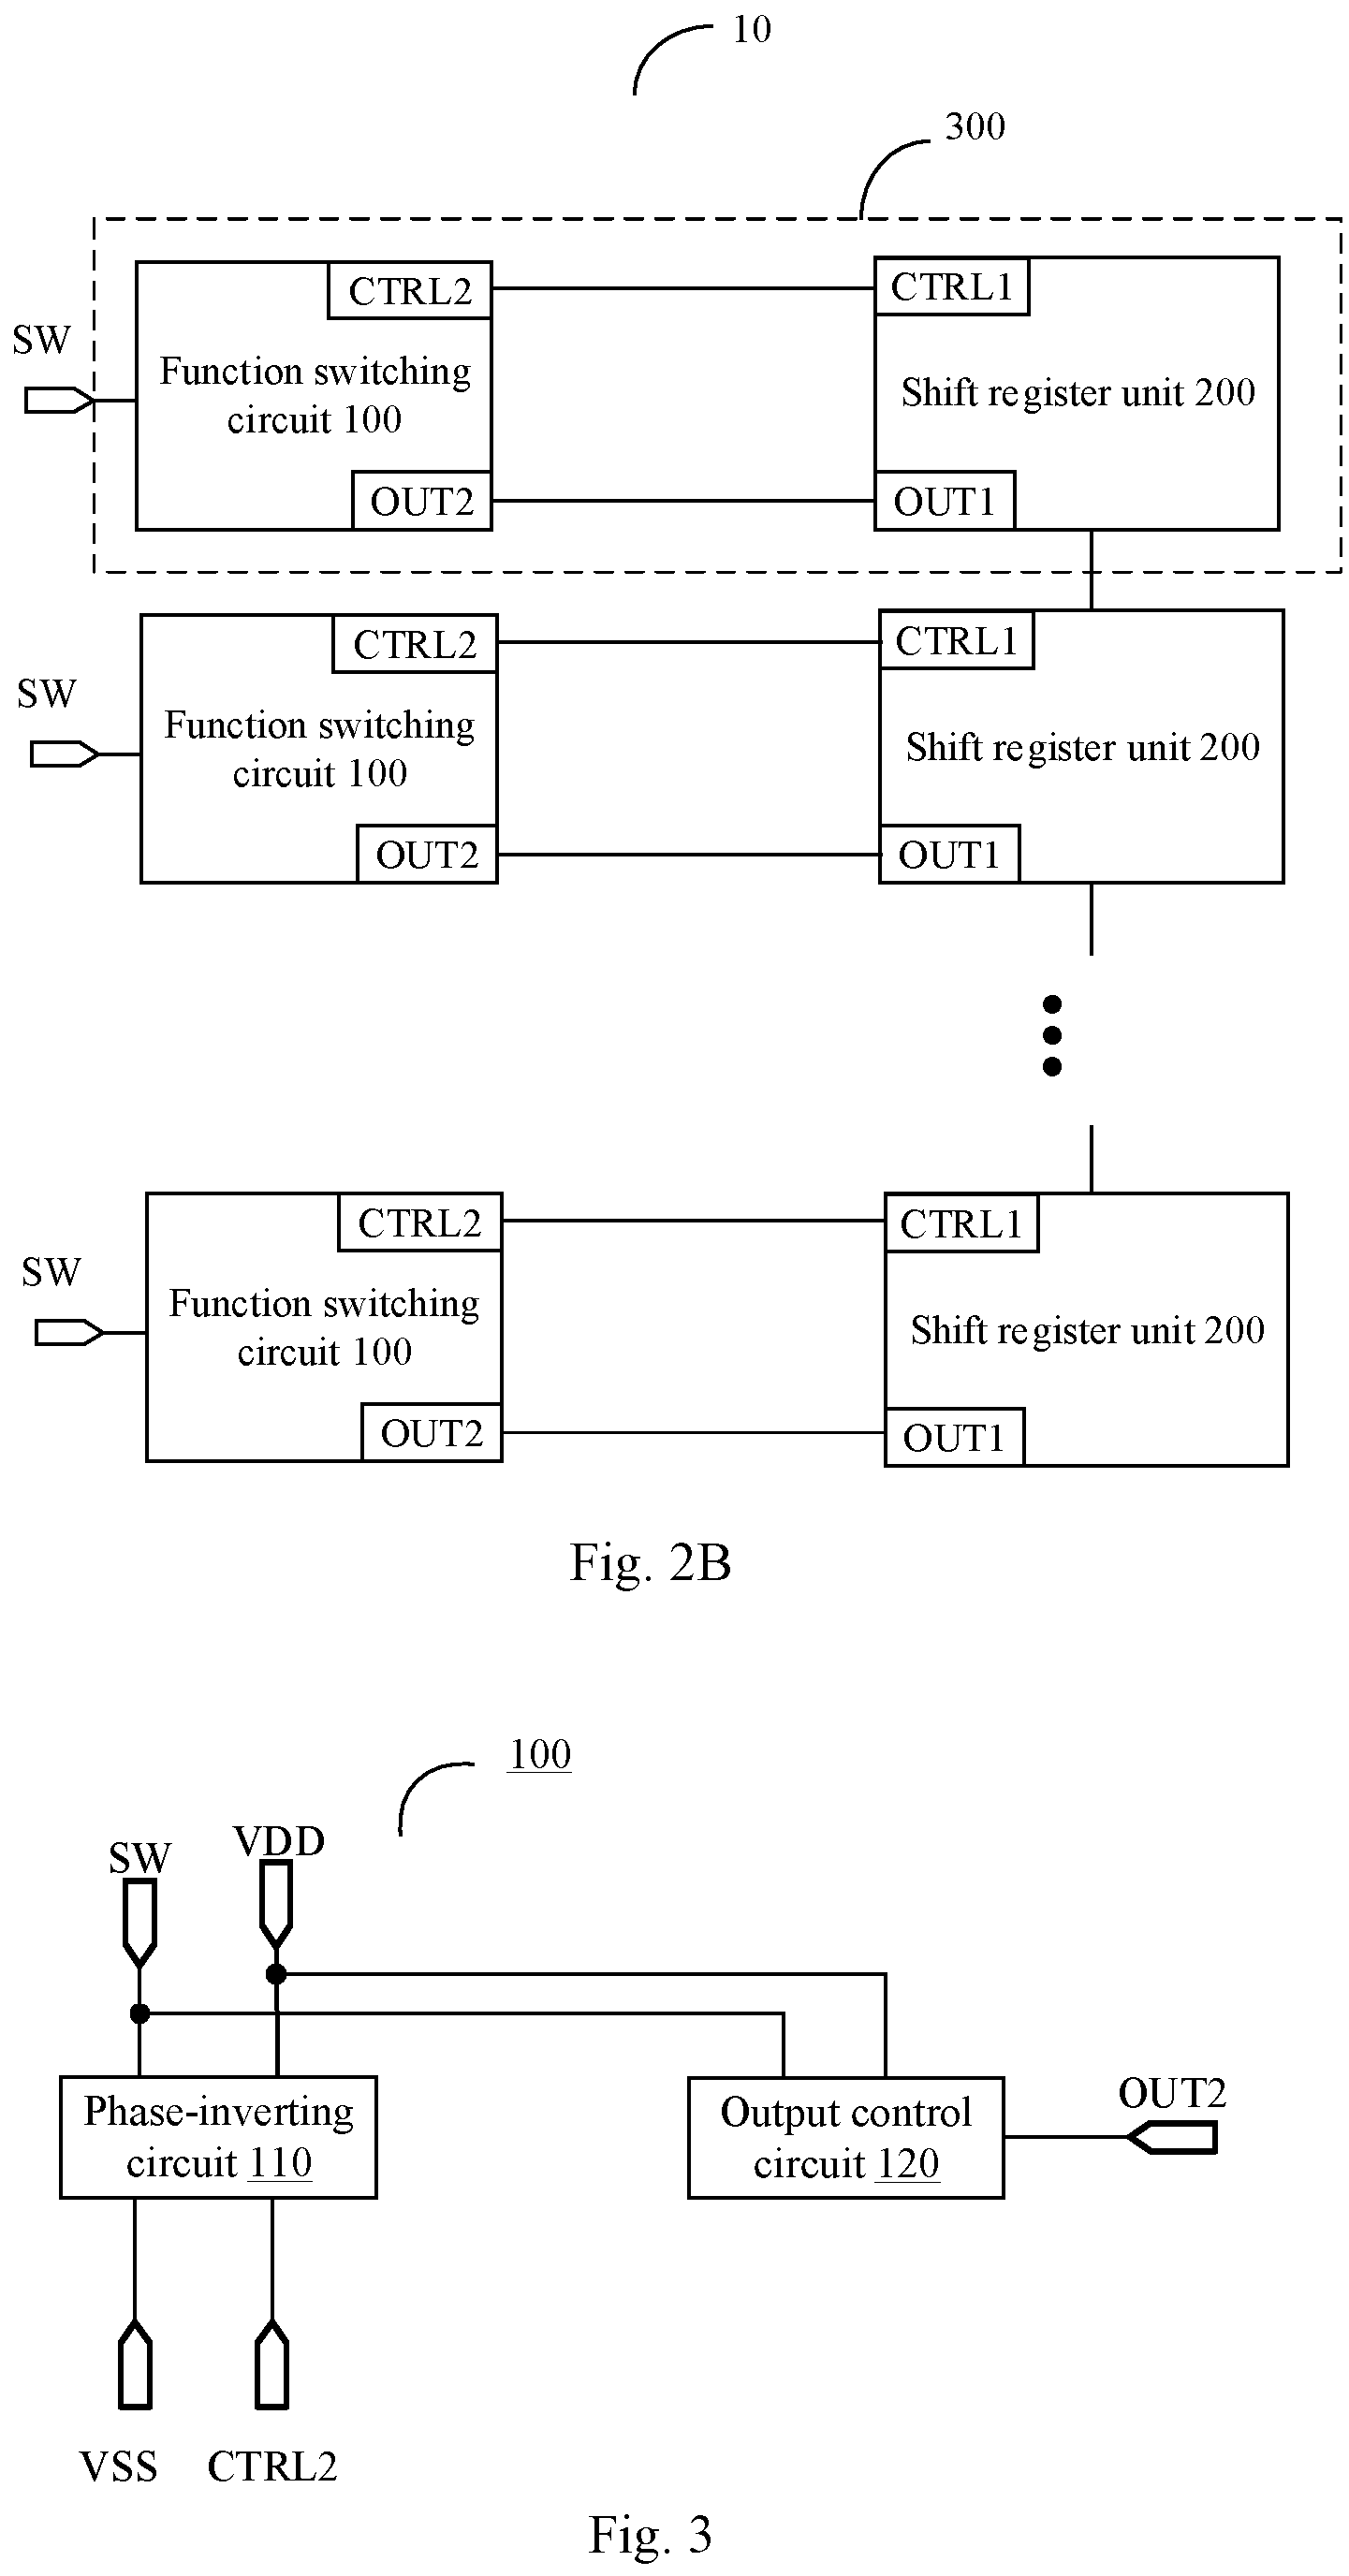 10
300
CTRL2
CTRL1
SW
Function switching
circuit 100
Shift register unit 200
OUT2
OUT1
CTRL2
CTRL1
SW
Function switching
circuit 100
Shift register unit 200
OUT2
OUT1
CTRL2
CTRL1
SW
Function switching
circuit 100
Shift register unit 200
OUT2
OUT1
Fig. 2B
100
SW
VDD
Phase-inverting
circuit 110
Output control
circuit 120
OUT2
VSS
CTRL2
Fig. 3